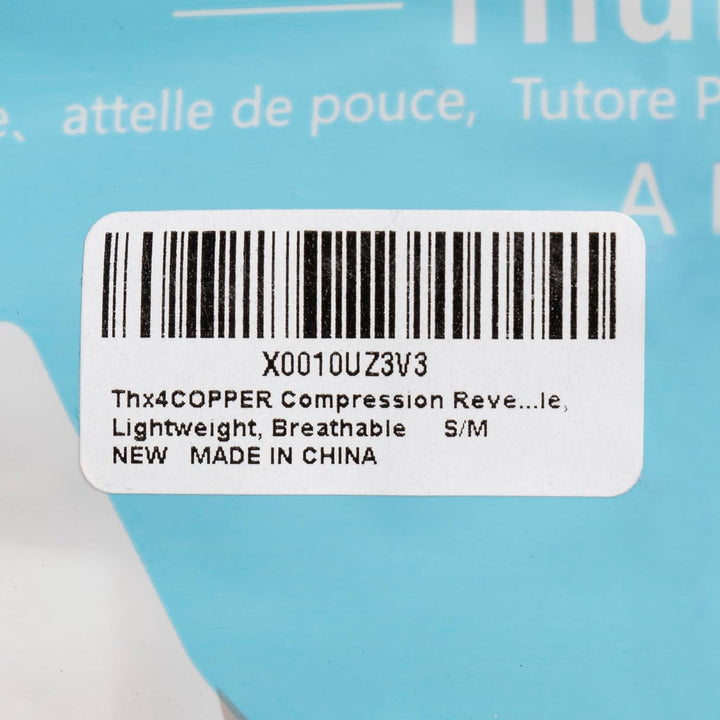 attelle de pouce, Tutore
X0010UZ3V3
Thx4COPPER Compression Reve...le,
Lightweight, Breathable S/M
NEW MADE IN CHINA